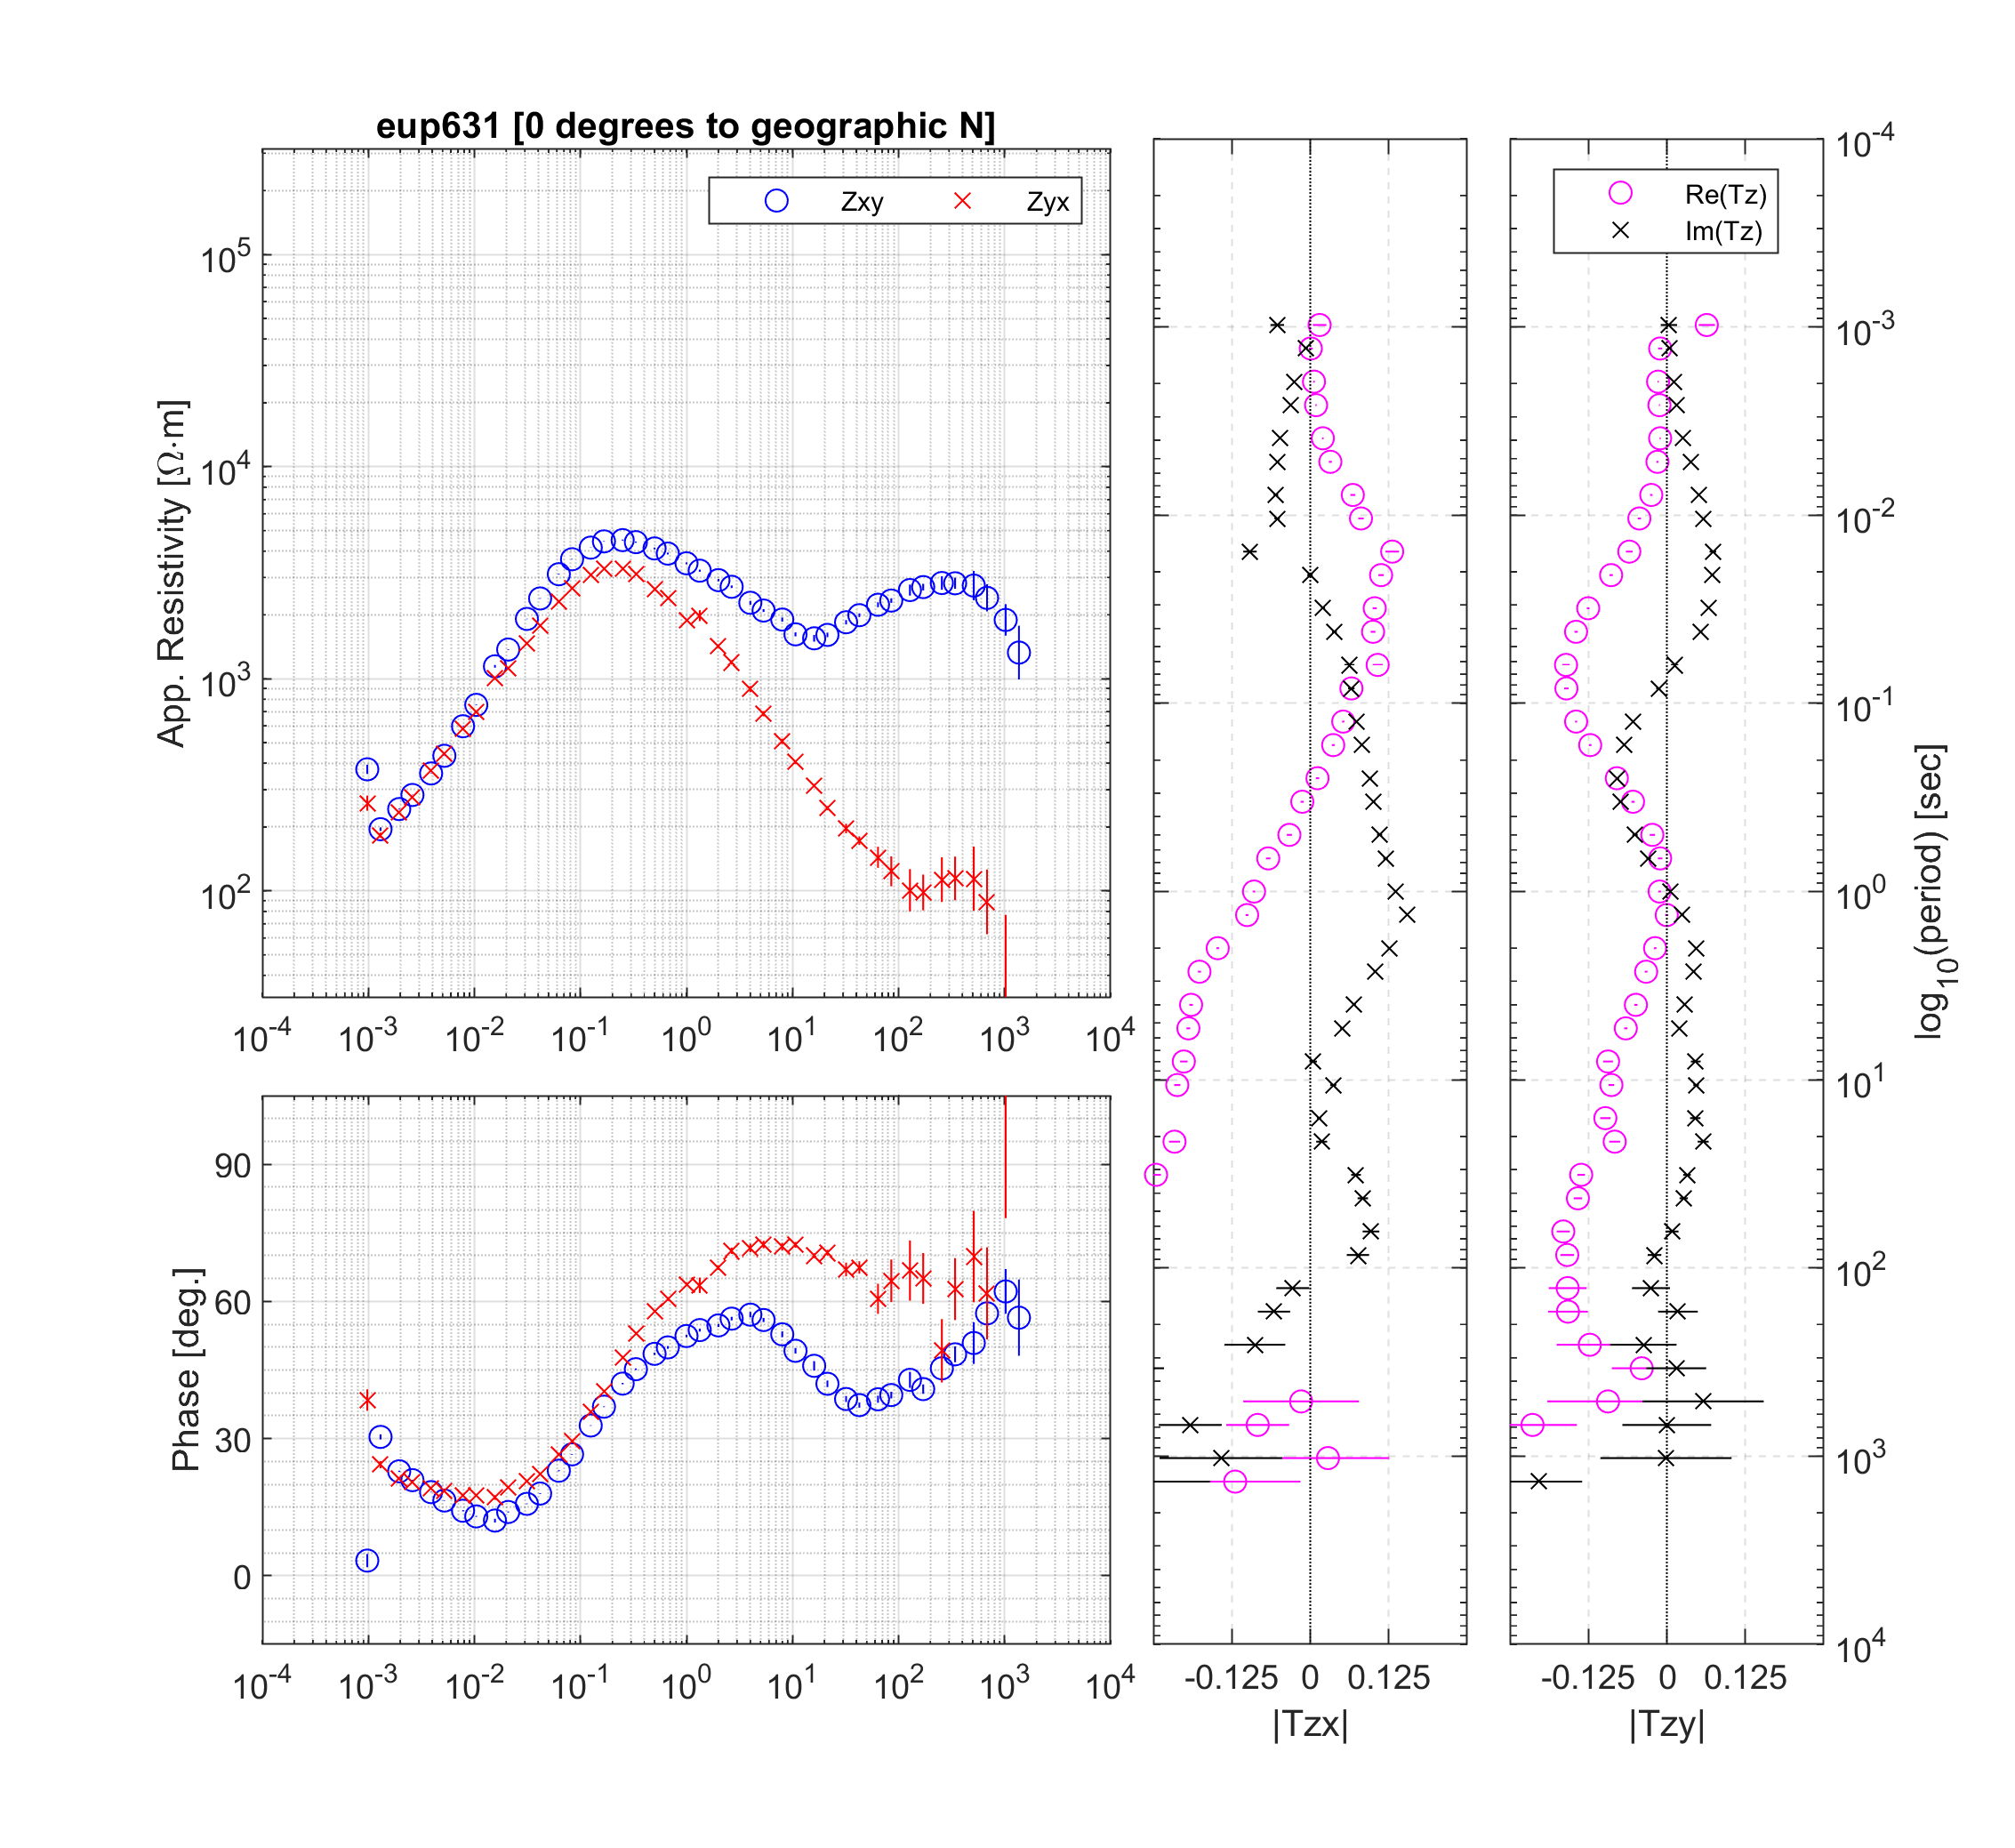 eup631 [0 degrees to geographic N]
Zxy Zyx
App. Resistivity [Ω·m]
10^5
10^4
10^3
10^2
10^-4 10^-3 10^-2 10^-1 10^0 10^1 10^2 10^3 10^4
Phase [deg.]
90
60
30
0
10^-4 10^-3 10^-2 10^-1 10^0 10^1 10^2 10^3 10^4
-0.125 0 0.125
|Tzx|
Re(Tz)
Im(Tz)
-0.125 0 0.125
|Tzy|
10^-4
10^-3
10^-2
10^-1
10^0
10^1
10^2
10^3
10^4
log10(period) [sec]